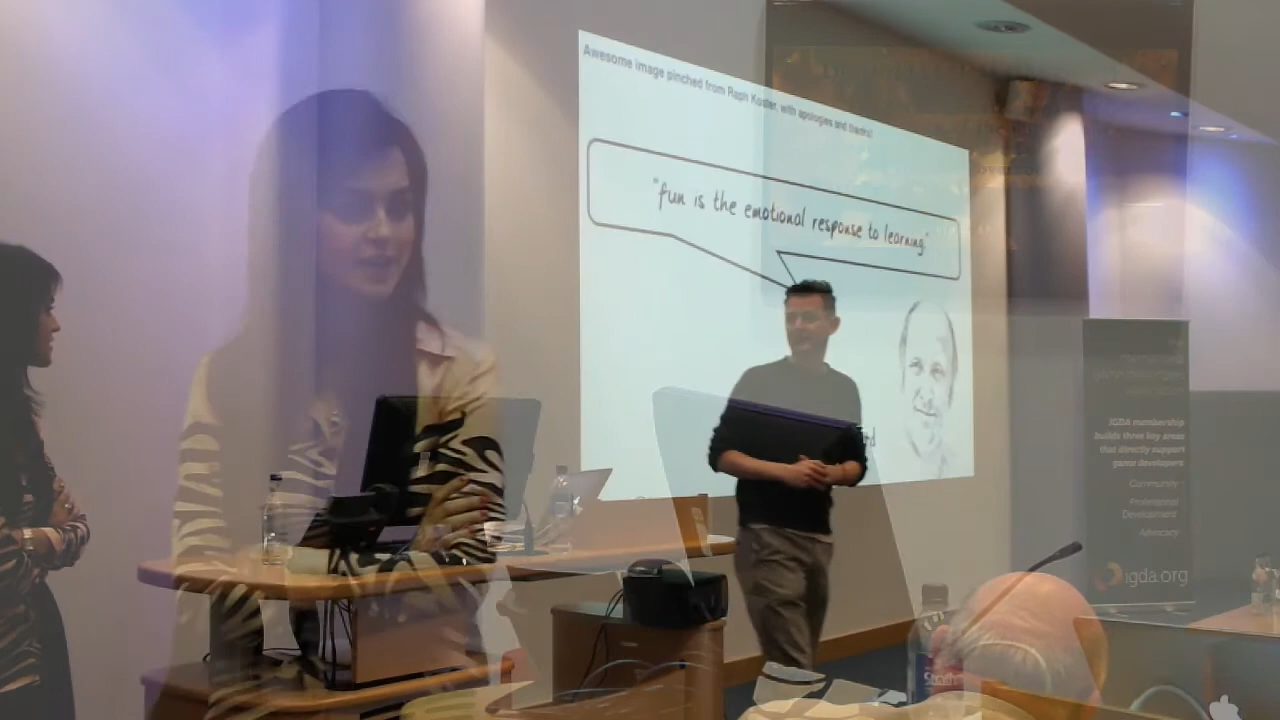 Awesome image pinched from Raph Koster, with apologies and thanks!
"fun is the emotional response to learning"
IGDA membership
builds three key areas
that directly support
game developers
Community
Professional
Development
Advocacy
igda.org